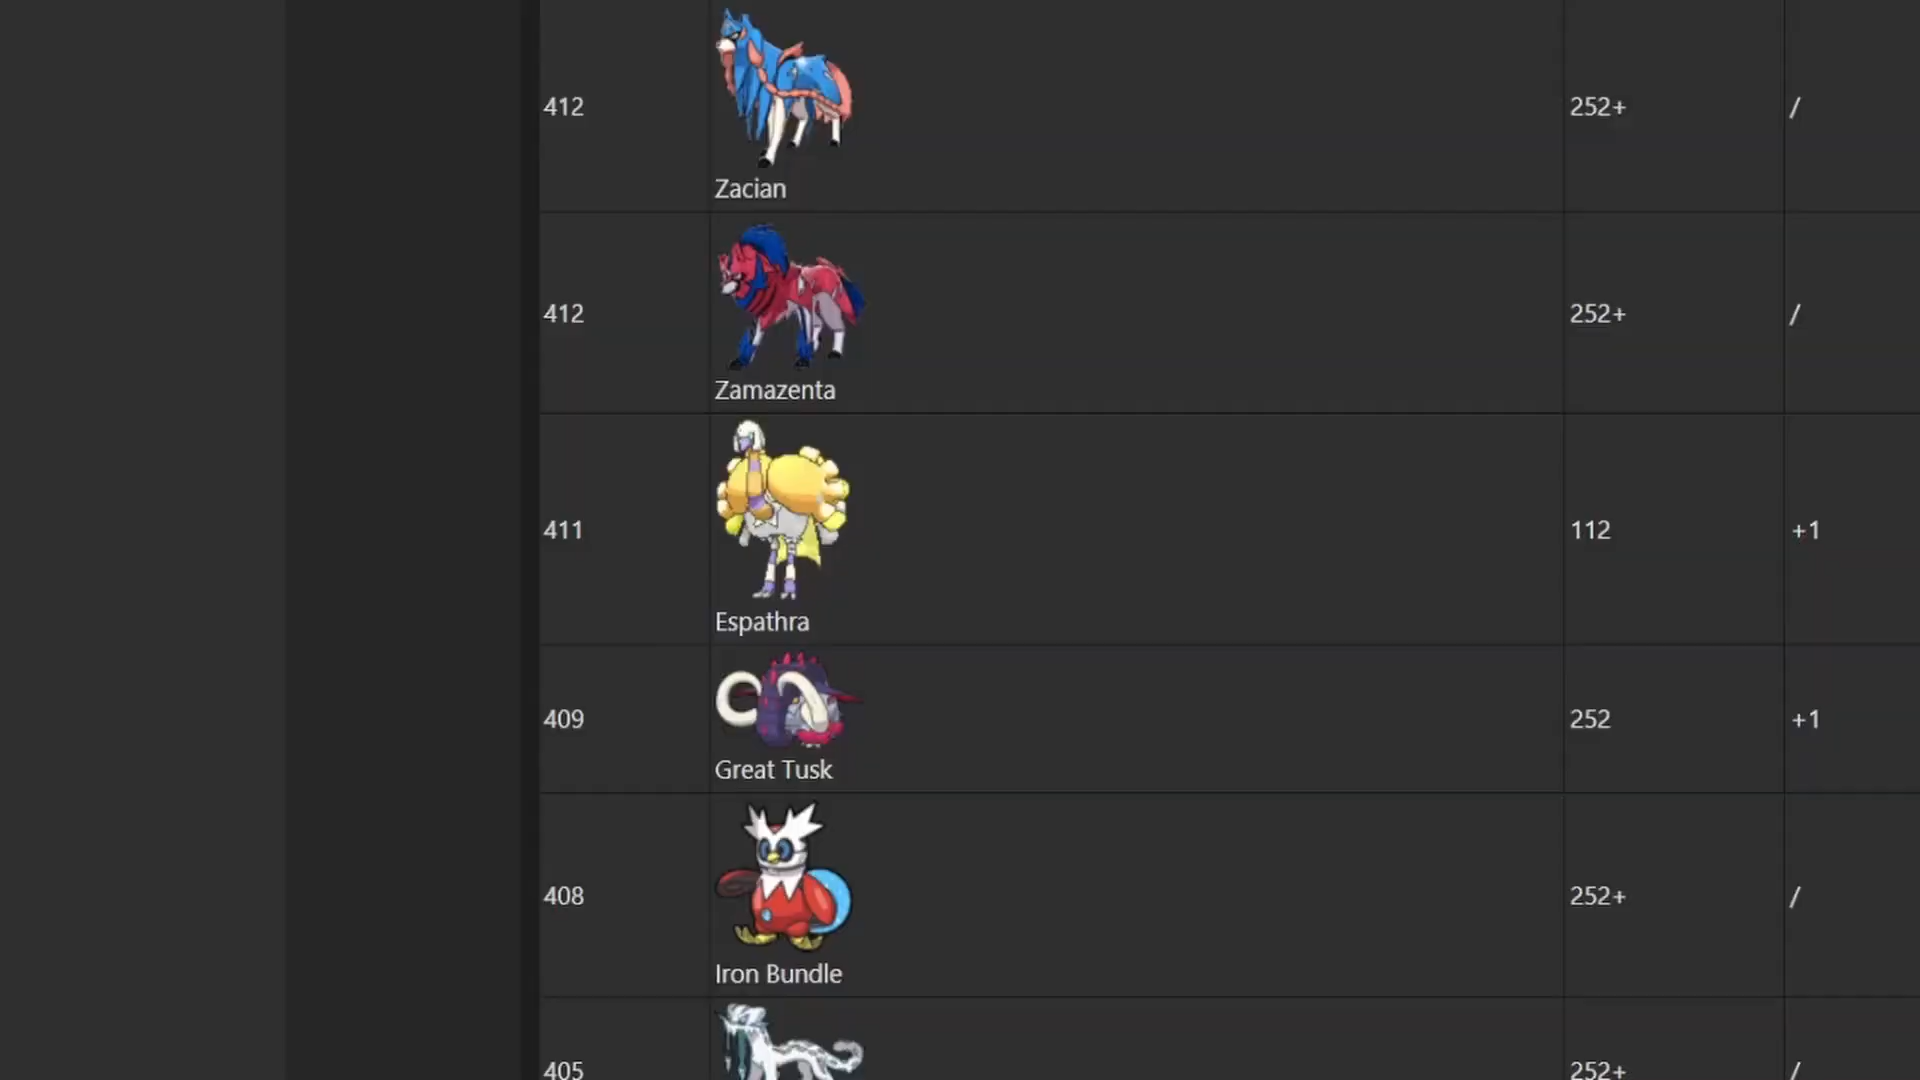 412 Zacian 252+ /
412 Zamazenta 252+ /
411 Espathra 112 +1
409 Great Tusk 252 +1
408 Iron Bundle 252+ /
405 252+ /